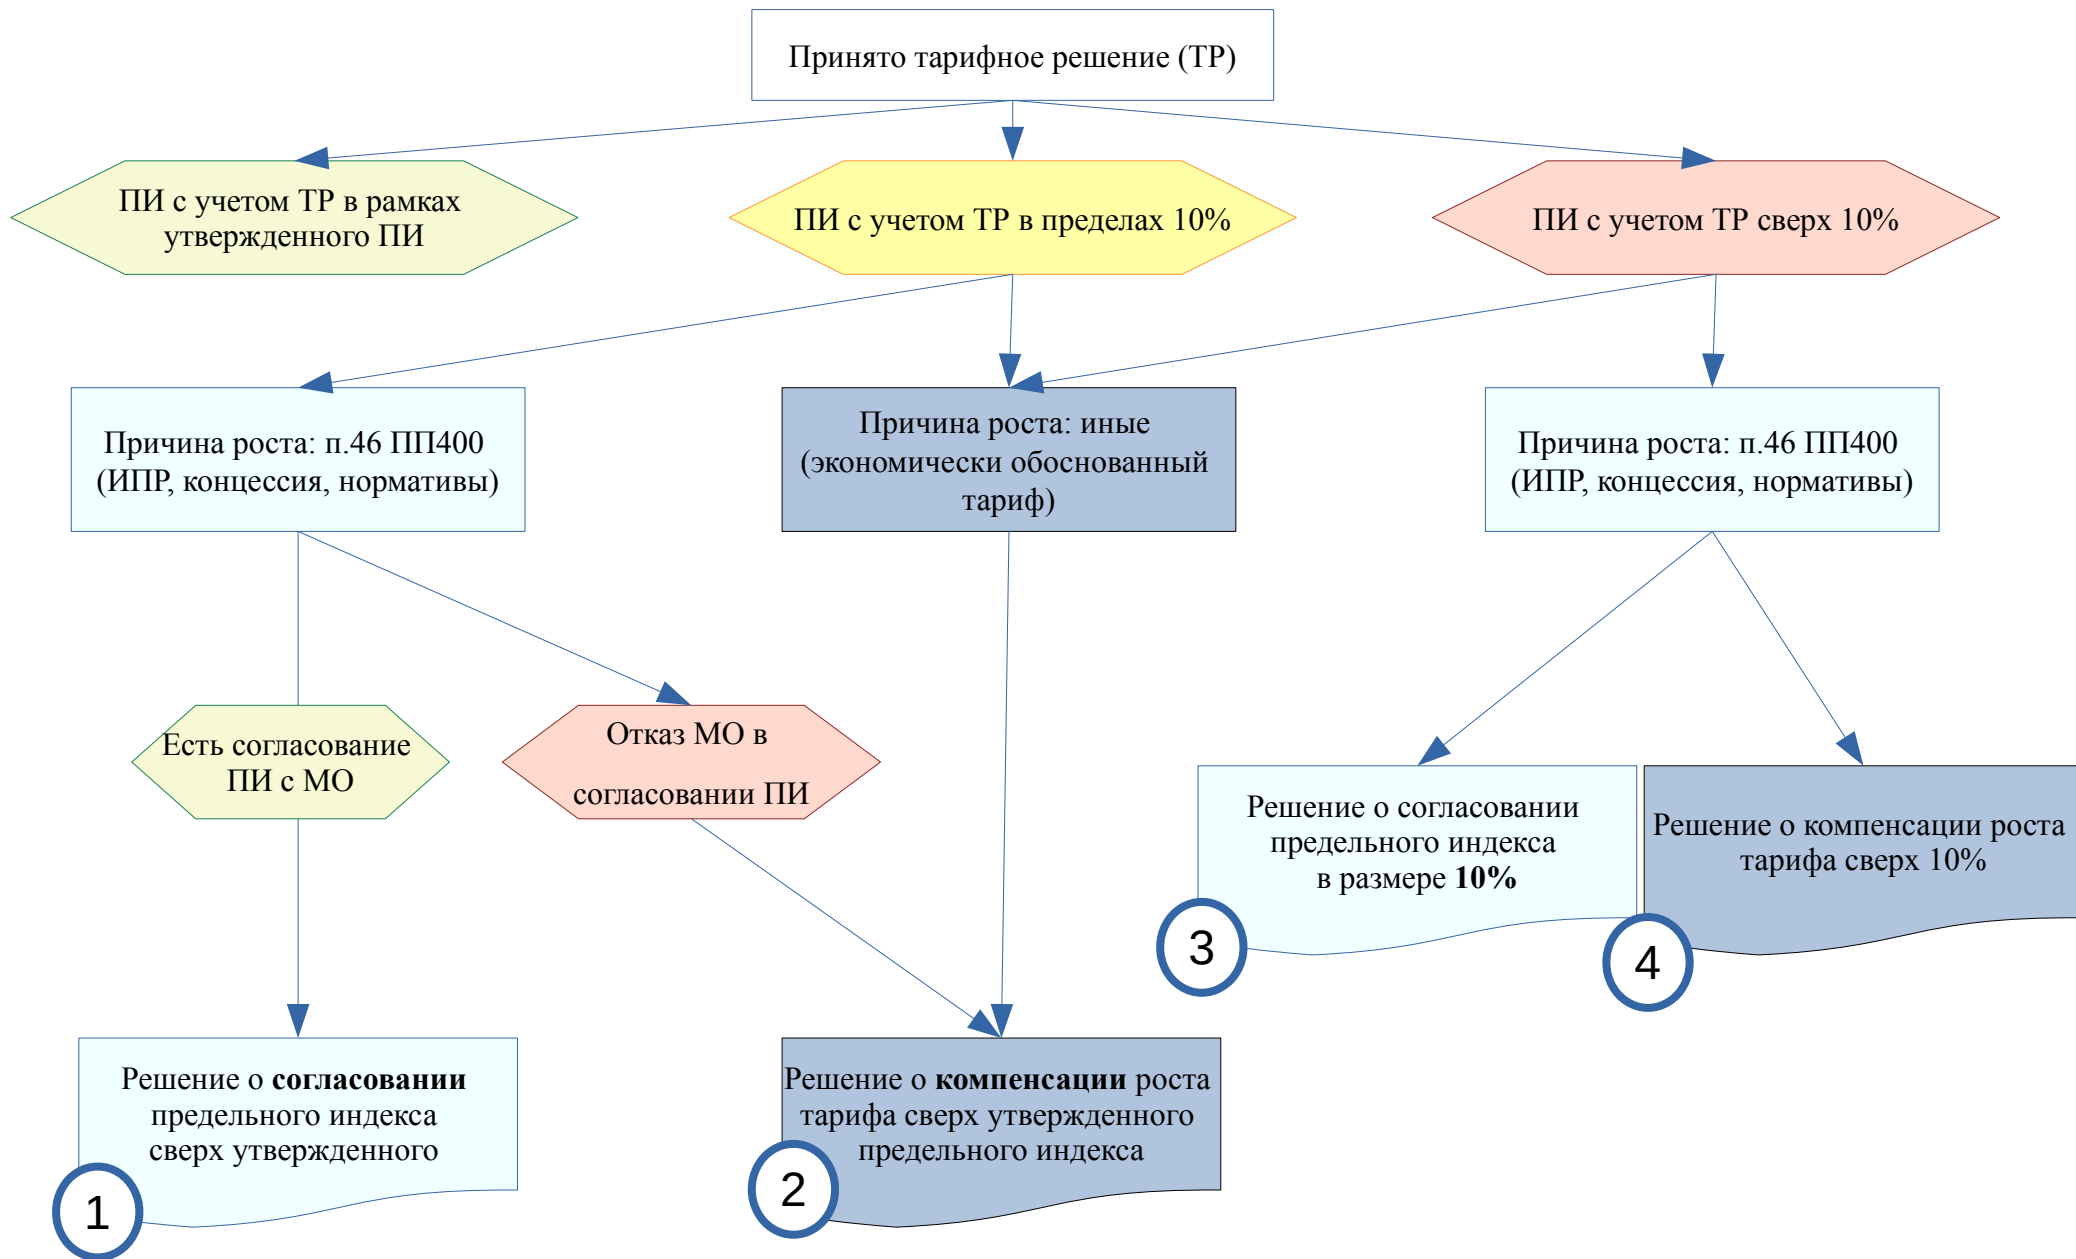 Принято тарифное решение (ТР)
ПИ с учетом ТР в рамках
утвержденного ПИ
ПИ с учетом ТР в пределах 10%
ПИ с учетом ТР сверх 10%
Причина роста: п.46 ПП400
(ИПР, концессия, нормативы)
Причина роста: иные
(экономически обоснованный
тариф)
Причина роста: п.46 ПП400
(ИПР, концессия, нормативы)
Есть согласование
ПИ с МО
Отказ МО в
согласовании ПИ
Решение о согласовании
предельного индекса
в размере 10%
3
Решение о компенсации роста
тарифа сверх 10%
4
Решение о согласовании
предельного индекса
сверх утвержденного
1
Решение о компенсации роста
тарифа сверх утвержденного
предельного индекса
2